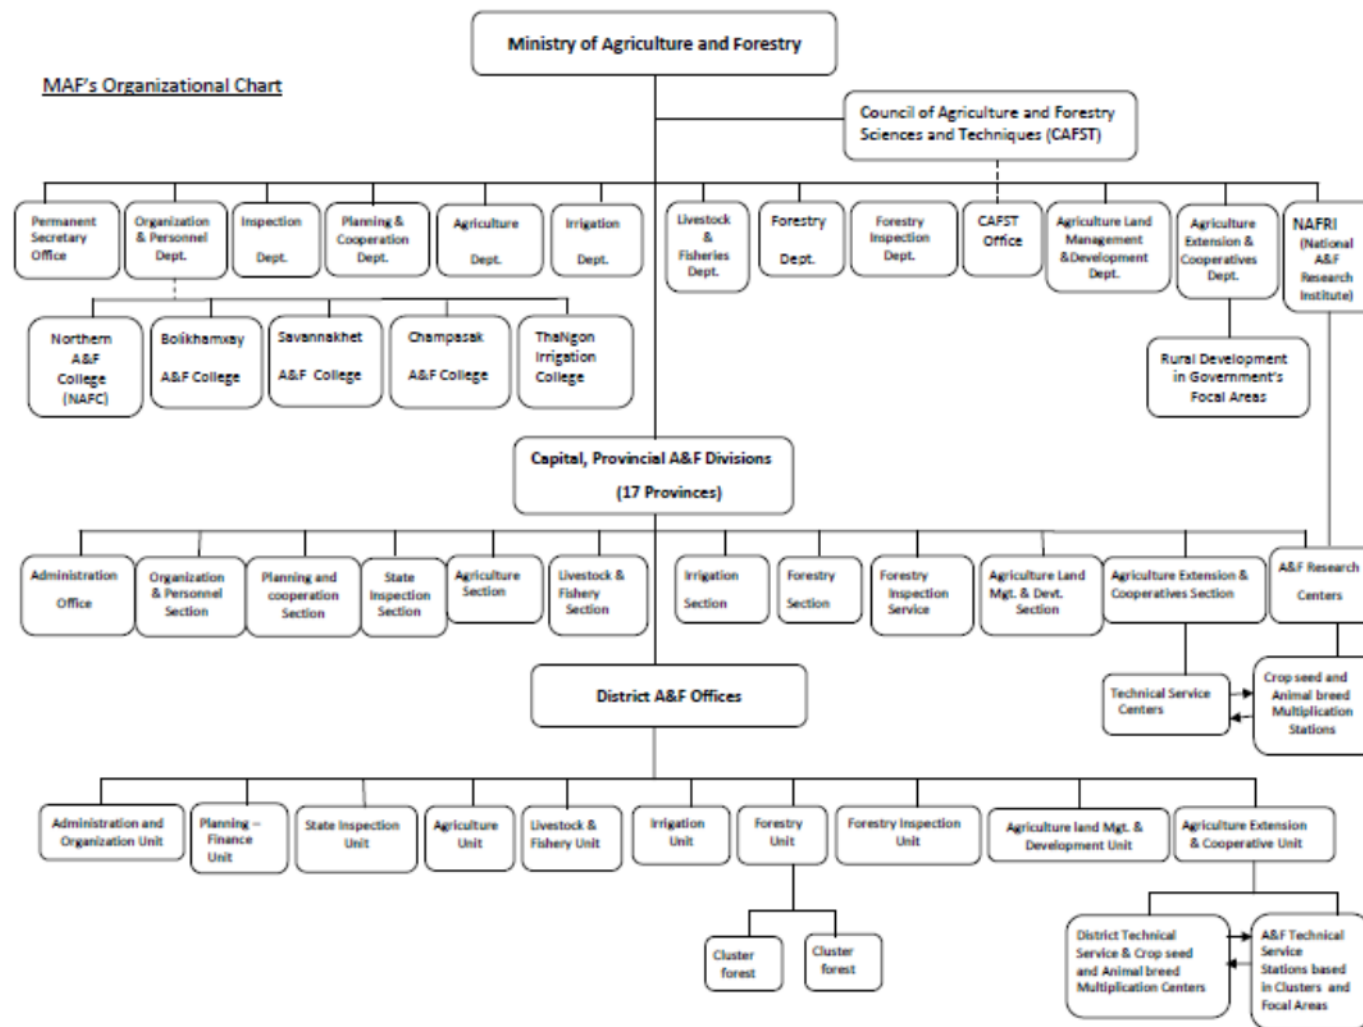 Ministry of Agriculture and Forestry
MAF's Organizational Chart
Council of Agriculture and Forestry
Sciences and Techniques (CAFST)
Permanent
Secretary
Office
Organization
& Personnel
Dept.
Inspection
Dept.
Planning &
Cooperation
Dept.
Agriculture
Dept.
Irrigation
Dept.
Livestock
&
Fisheries
Dept.
Forestry
Dept.
Forestry
Inspection
Dept.
CAFST
Office
Agriculture Land
Management
&Development
Dept.
Agriculture
Extension &
Cooperatives
Dept.
NAFRI
(National
A&F
Research
Institute)
Northern
A&F
College
(NAFC)
Bolikhamxay
A&F College
Savannakhet
A&F College
Champasak
A&F College
ThaNgon
Irrigation
College
Rural Development
in Government's
Focal Areas
Capital, Provincial A&F Divisions
(17 Provinces)
Administration
Office
Organization
& Personnel
Section
Planning and
cooperation
Section
State
Inspection
Section
Agriculture
Section
Livestock &
Fishery
Section
Irrigation
Section
Forestry
Section
Forestry
Inspection
Service
Agriculture Land
Mgt. & Devt.
Section
Agriculture Extension &
Cooperatives Section
A&F Research
Centers
District A&F Offices
Technical Service
Centers
Crop seed and
Animal breed
Multiplication
Stations
Administration and
Organization Unit
Planning –
Finance
Unit
State Inspection
Unit
Agriculture
Unit
Livestock &
Fishery Unit
Irrigation
Unit
Forestry
Unit
Forestry Inspection
Unit
Agriculture land Mgt. &
Development Unit
Agriculture Extension
& Cooperative Unit
Cluster
forest
Cluster
forest
District Technical
Service & Crop seed
and Animal breed
Multiplication Centers
A&F Technical
Service
Stations based
in Clusters and
Focal Areas